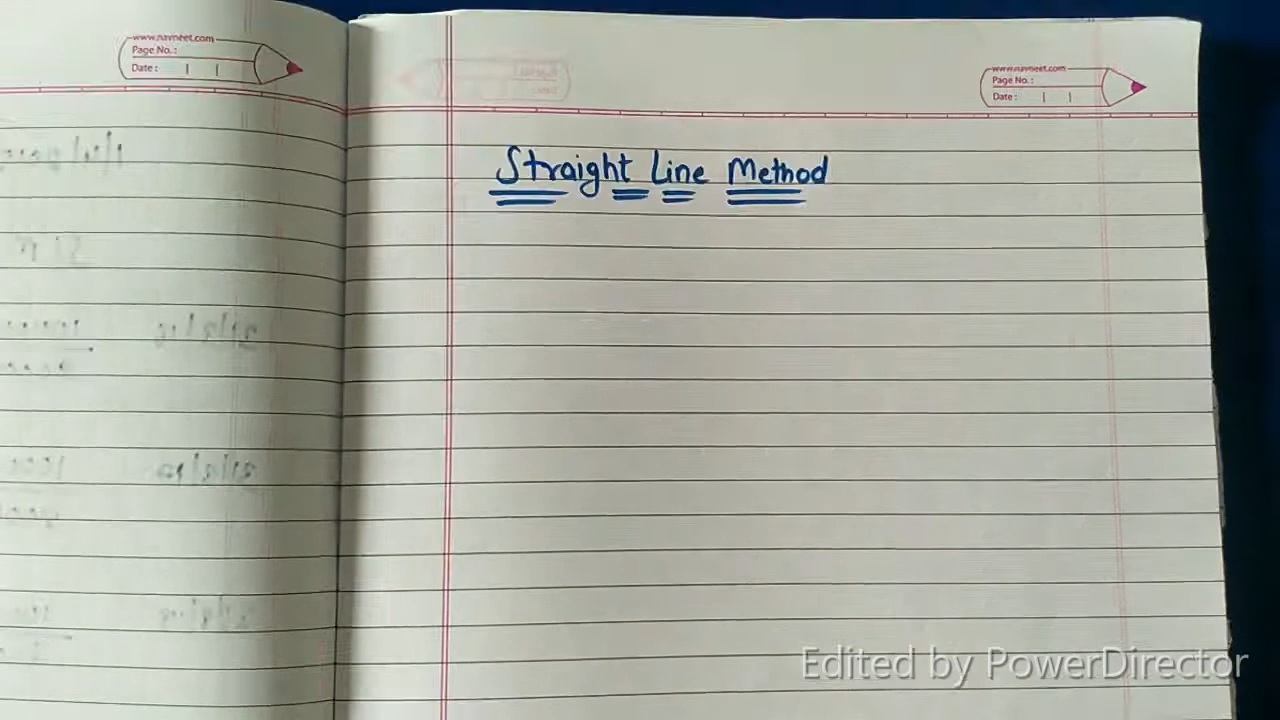 www.navneet.com
Page No. :
Date :
www.navneet.com
Page No. :
Date :
Straight Line Method
Edited by PowerDirector